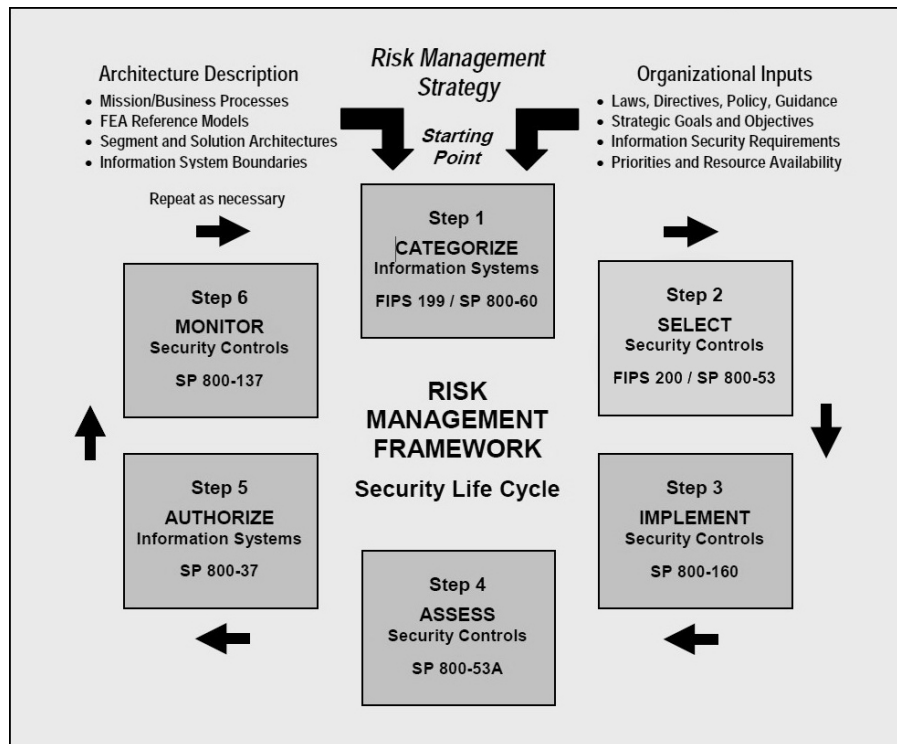 Architecture Description
• Mission/Business Processes
• FEA Reference Models
• Segment and Solution Architectures
• Information System Boundaries
Risk Management
Strategy
Starting
Point
Organizational Inputs
• Laws, Directives, Policy, Guidance
• Strategic Goals and Objectives
• Information Security Requirements
• Priorities and Resource Availability
Repeat as necessary
Step 1
CATEGORIZE
Information Systems
FIPS 199 / SP 800-60
Step 2
SELECT
Security Controls
FIPS 200 / SP 800-53
Step 3
IMPLEMENT
Security Controls
SP 800-160
Step 4
ASSESS
Security Controls
SP 800-53A
Step 5
AUTHORIZE
Information Systems
SP 800-37
Step 6
MONITOR
Security Controls
SP 800-137
RISK
MANAGEMENT
FRAMEWORK
Security Life Cycle